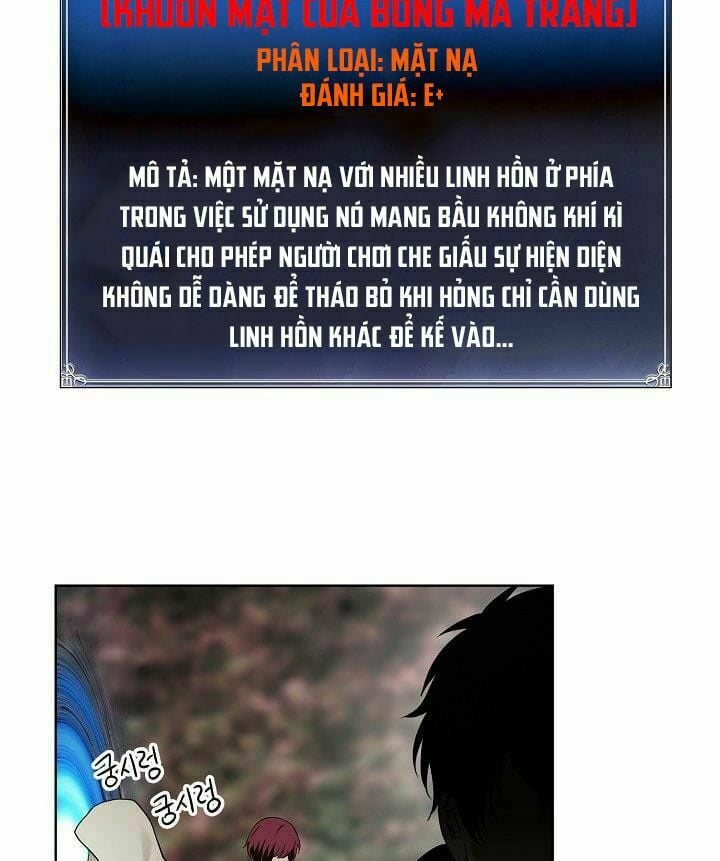 [KHUÔN MẶT CỦA BÓNG MA TRẮNG]
PHÂN LOẠI: MẶT NẠ
ĐÁNH GIÁ: E+
MÔ TẢ: MỘT MẶT NẠ VỚI NHIỀU LINH HỒN Ở PHÍA
TRONG VIỆC SỬ DỤNG NÓ MANG BẦU KHÔNG KHÍ KÌ
QUÁI CHO PHÉP NGƯỜI CHƠI CHE GIẤU SỰ HIỆN DIỆN
KHÔNG DỄ DÀNG ĐỂ THÁO BỎ KHI HỎNG CHỈ CẦN DÙNG
LINH HỒN KHÁC ĐỂ KẾ VÀO...
궁시렁
궁시렁